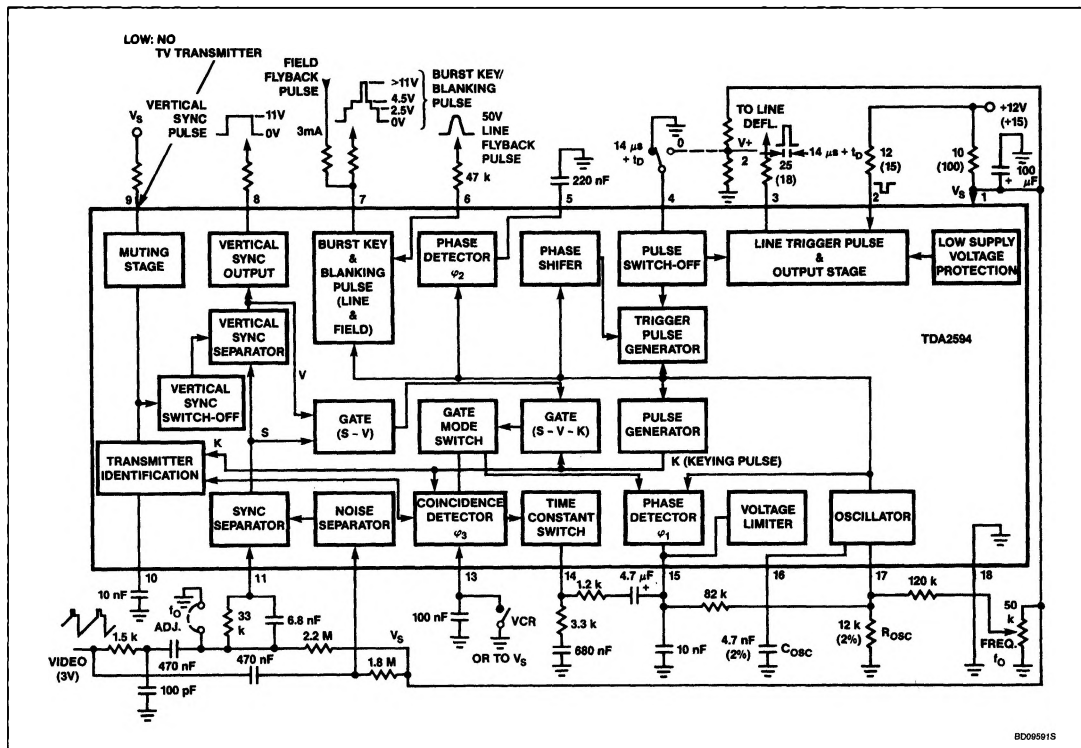 LOW: NO
TV TRANSMITTER
VERTICAL
SYNC
PULSE
VS
11V
0V
FIELD
FLYBACK
PULSE
3mA
>11V
4.5V
2.5V
0V
BURST KEY/
BLANKING
PULSE
50V
LINE
FLYBACK
PULSE
47 k
220 nF
14 μs
+ tD
0
V+
2
TO LINE
DEFL
25
(18)
14 μs + tD
12
(15)
+12V
(+15)
10
(100)
100
μF
+
VS
9
8
7
6
5
4
3
2
1
MUTING
STAGE
VERTICAL
SYNC
OUTPUT
BURST KEY
&
BLANKING
PULSE
(LINE
&
FIELD)
PHASE
DETECTOR
φ2
PHASE
SHIFER
PULSE
SWITCH-OFF
LINE TRIGGER PULSE
&
OUTPUT STAGE
LOW SUPPLY
VOLTAGE
PROTECTION
VERTICAL
SYNC
SEPARATOR
TRIGGER
PULSE
GENERATOR
TDA2594
VERTICAL
SYNC
SWITCH-OFF
V
S
GATE
(S – V)
GATE
MODE
SWITCH
GATE
(S – V – K)
PULSE
GENERATOR
K
K (KEYING PULSE)
TRANSMITTER
IDENTIFICATION
SYNC
SEPARATOR
NOISE
SEPARATOR
COINCIDENCE
DETECTOR
φ3
TIME
CONSTANT
SWITCH
PHASE
DETECTOR
φ1
VOLTAGE
LIMITER
OSCILLATOR
10
11
13
14
15
16
17
18
10 nF
fO
ADJ.
33
k
6.8 nF
100 nF
VCR
OR TO VS
1.2 k
4.7 μF
+
3.3 k
680 nF
82 k
10 nF
4.7 nF
(2%)
COSC
12 k
(2%)
ROSC
120 k
50
k
FREQ.
fO
VIDEO
(3V)
1.5 k
470 nF
100 pF
470 nF
2.2 M
1.8 M
VS
BD09591S